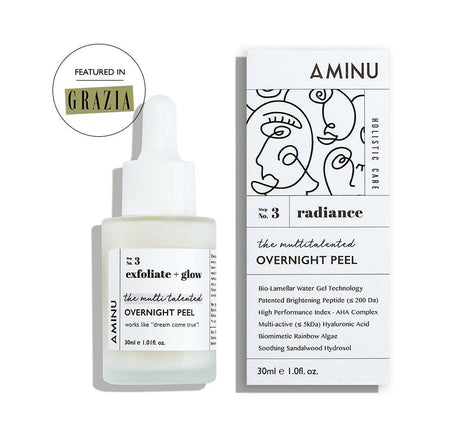 FEATURED IN
GRAZIA
Step
No. 3
exfoliate + glow
the multitalented
OVERNIGHT PEEL
works like "dream come true"!
30ml e 1.01fl. oz.
AMINU
AMINU
HOLISTIC CARE
Step
No. 3
radiance
the multitalented
OVERNIGHT PEEL
Bio-Lamellar Water Gel Technology
Patented Brightening Peptide (≤ 200 Da)
High Performance Index - AHA Complex
Multi-active (≤ 5kDa) Hyaluronic Acid
Biomimetic Rainbow Algae
Soothing Sandalwood Hydrosol
30ml e 1.0fl. oz.